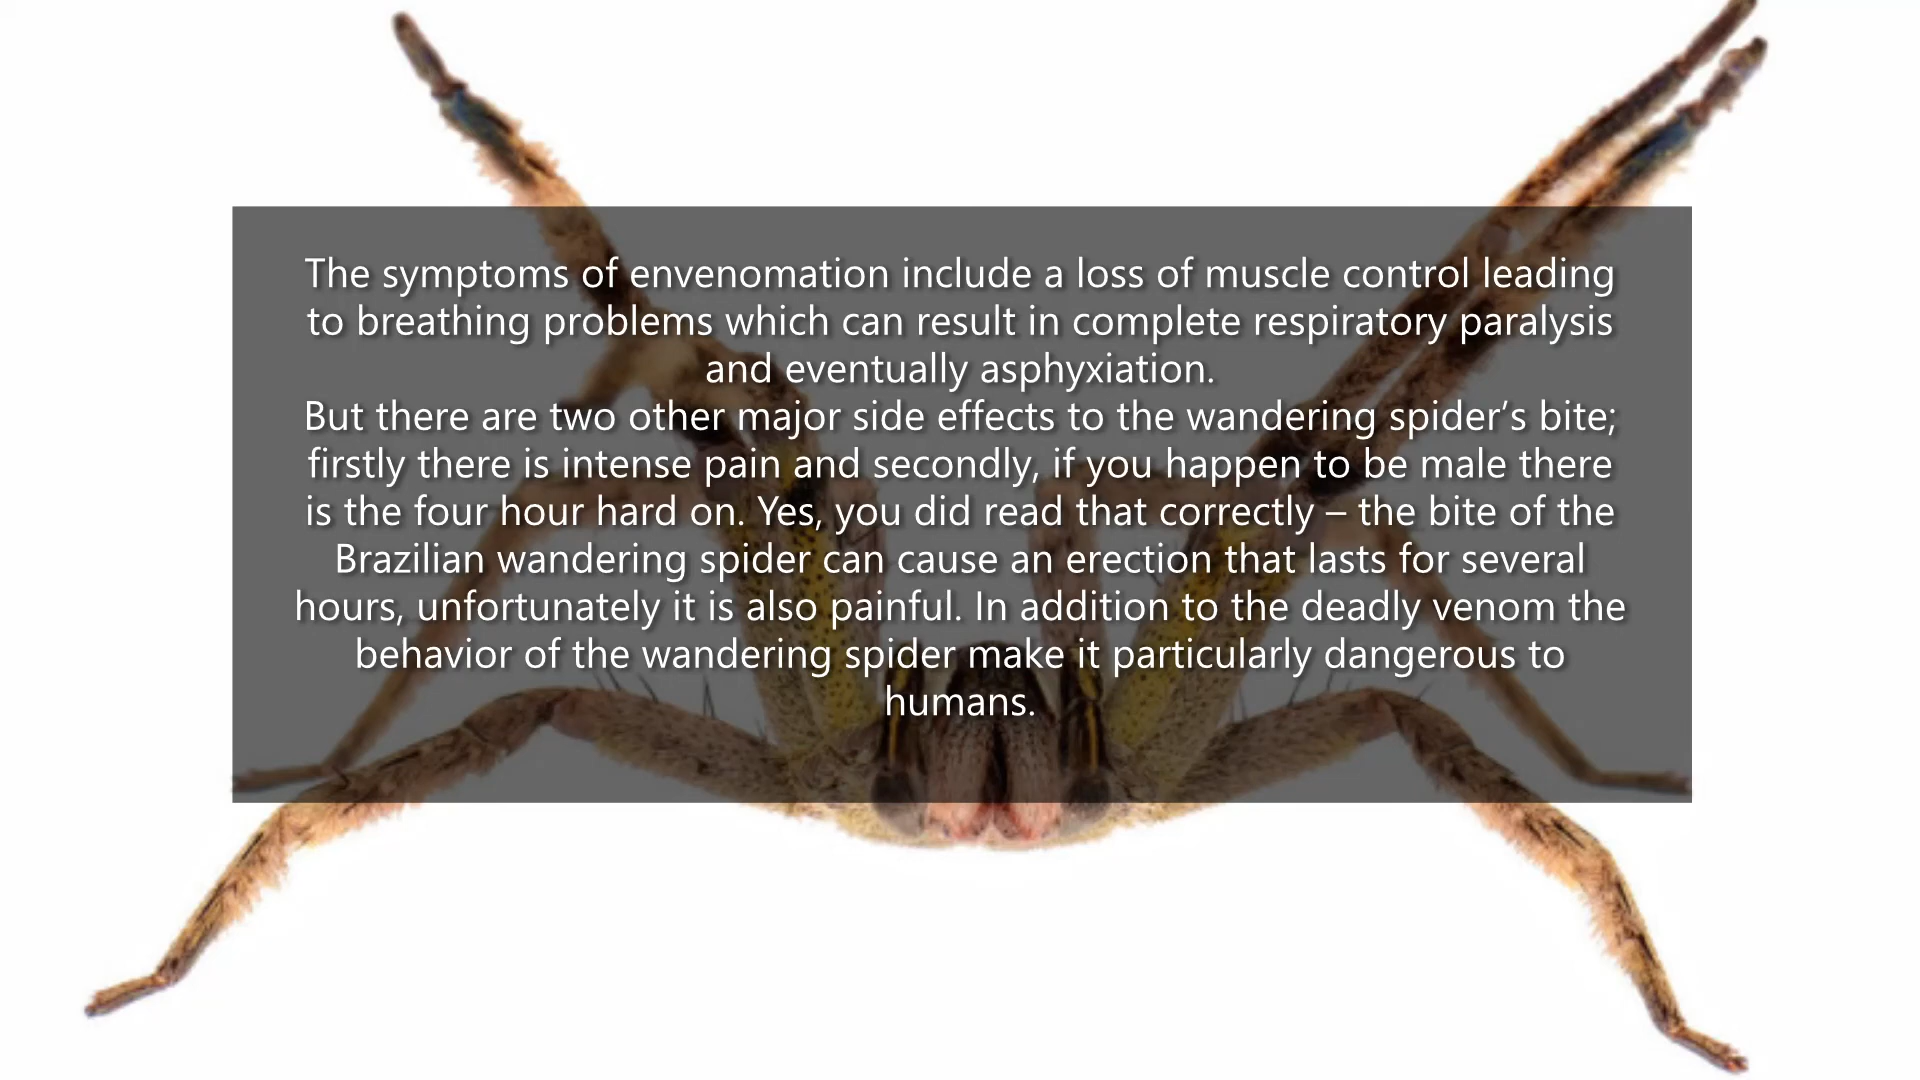 The symptoms of envenomation include a loss of muscle control leading
to breathing problems which can result in complete respiratory paralysis
and eventually asphyxiation.
But there are two other major side effects to the wandering spider’s bite;
firstly there is intense pain and secondly, if you happen to be male there
is the four hour hard on. Yes, you did read that correctly – the bite of the
Brazilian wandering spider can cause an erection that lasts for several
hours, unfortunately it is also painful. In addition to the deadly venom the
behavior of the wandering spider make it particularly dangerous to
humans.